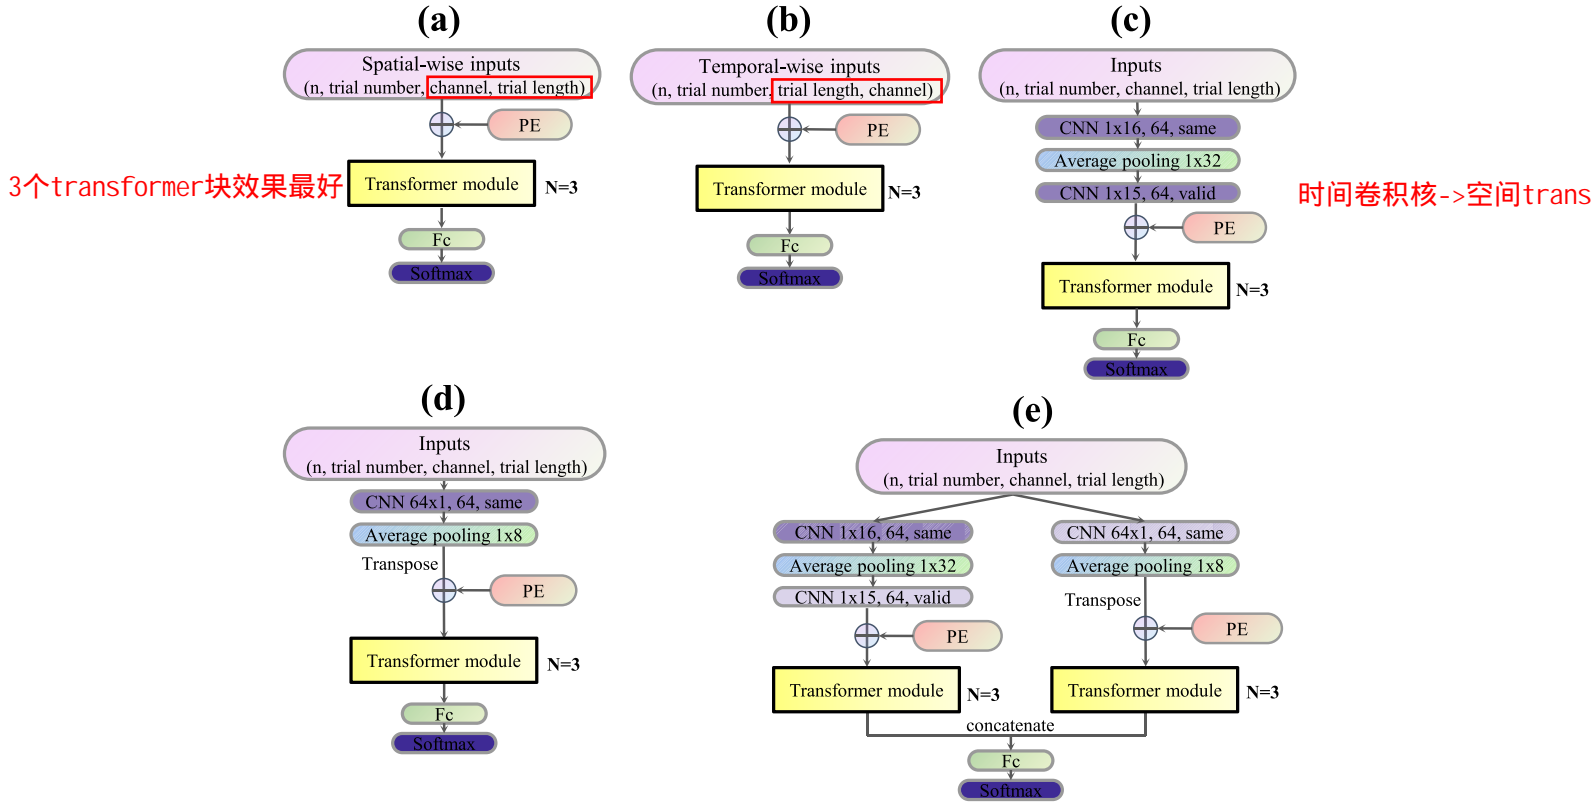 (a)
Spatial-wise inputs
(n, trial number, channel, trial length)
PE
3个transformer块效果最好
Transformer module
N=3
Fc
Softmax
(b)
Temporal-wise inputs
(n, trial number, trial length, channel)
PE
Transformer module
N=3
Fc
Softmax
(c)
Inputs
(n, trial number, channel, trial length)
CNN 1x16, 64, same
Average pooling 1x32
CNN 1x15, 64, valid
时间卷积核->空间trans
PE
Transformer module
N=3
Fc
Softmax
(d)
Inputs
(n, trial number, channel, trial length)
CNN 64x1, 64, same
Average pooling 1x8
Transpose
PE
Transformer module
N=3
Fc
Softmax
(e)
Inputs
(n, trial number, channel, trial length)
CNN 1x16, 64, same
Average pooling 1x32
CNN 1x15, 64, valid
PE
Transformer module
N=3
CNN 64x1, 64, same
Average pooling 1x8
Transpose
PE
Transformer module
N=3
concatenate
Fc
Softmax